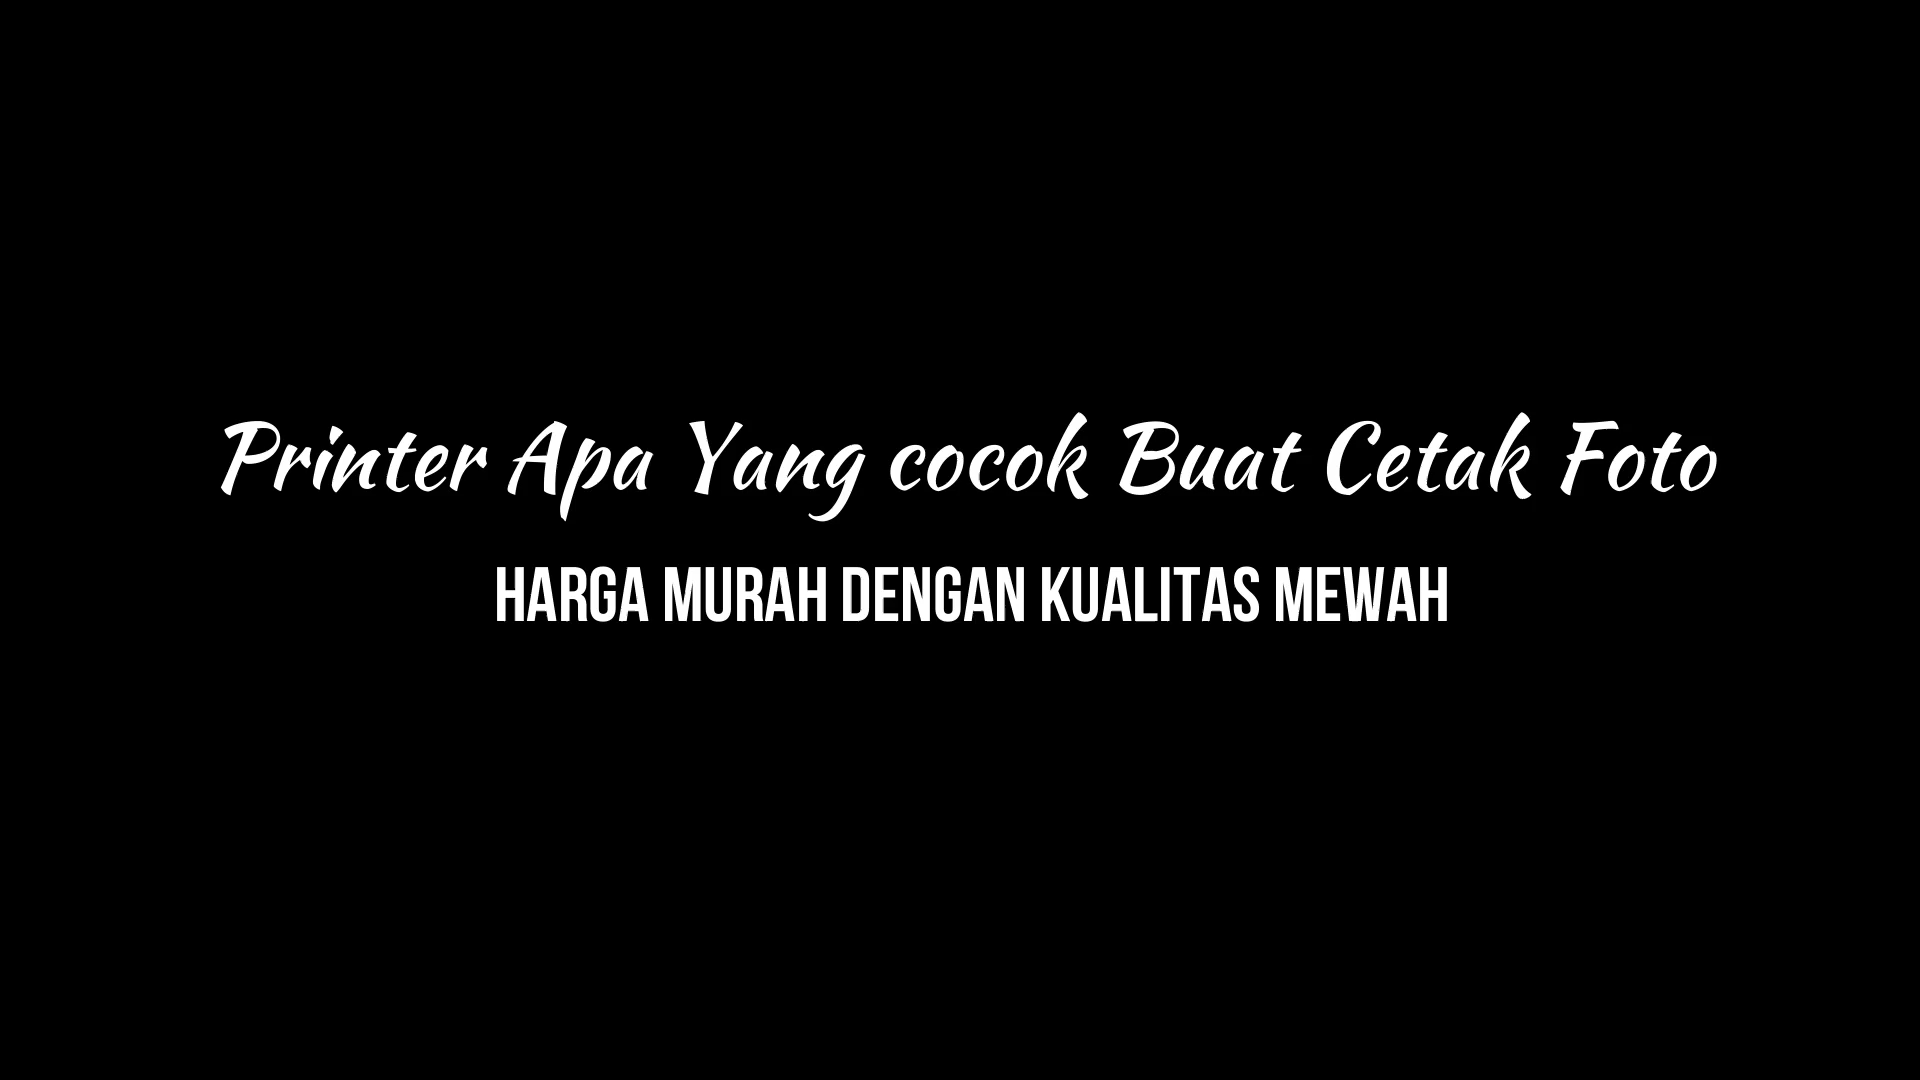 Printer Apa Yang cocok Buat Cetak Foto
HARGA MURAH DENGAN KUALITAS MEWAH